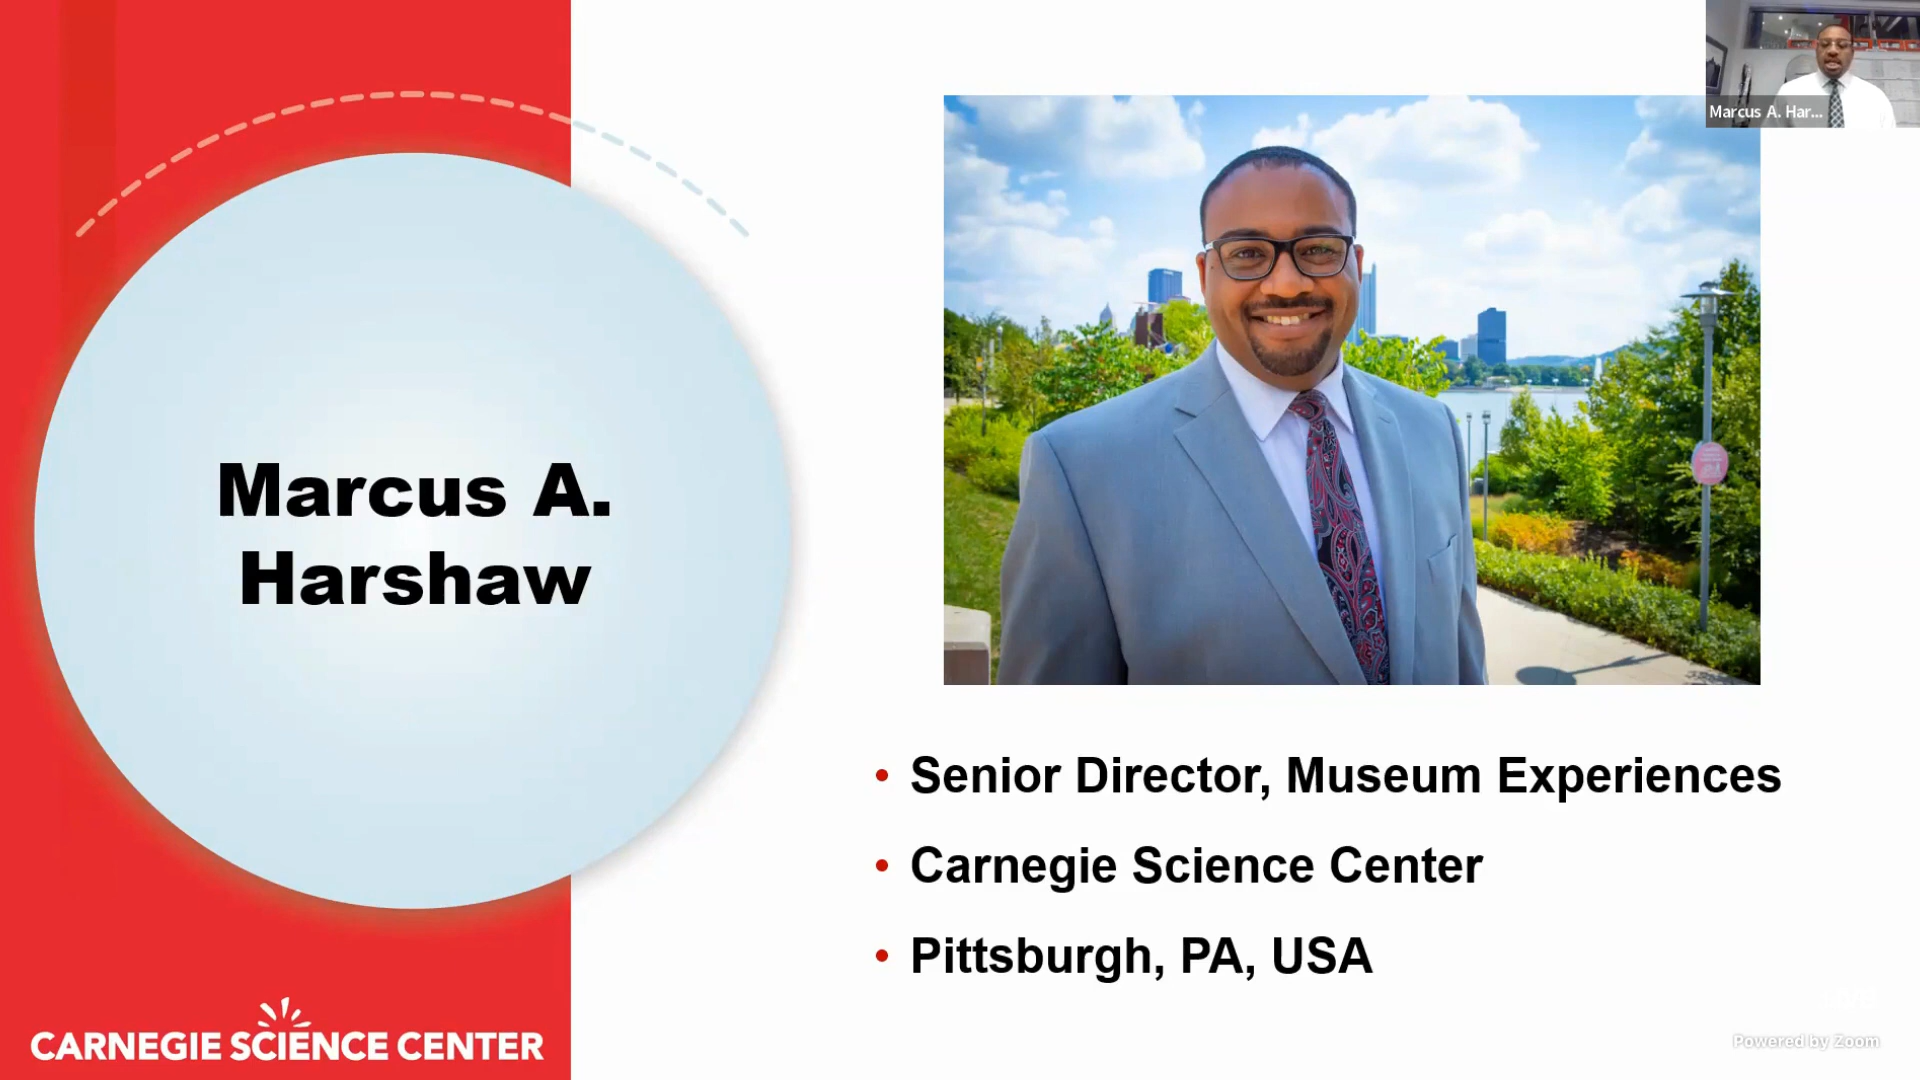 Marcus A. Har...
Marcus A.
Harshaw
• Senior Director, Museum Experiences
• Carnegie Science Center
• Pittsburgh, PA, USA
CARNEGIE SCIENCE CENTER
Powered by Zoom